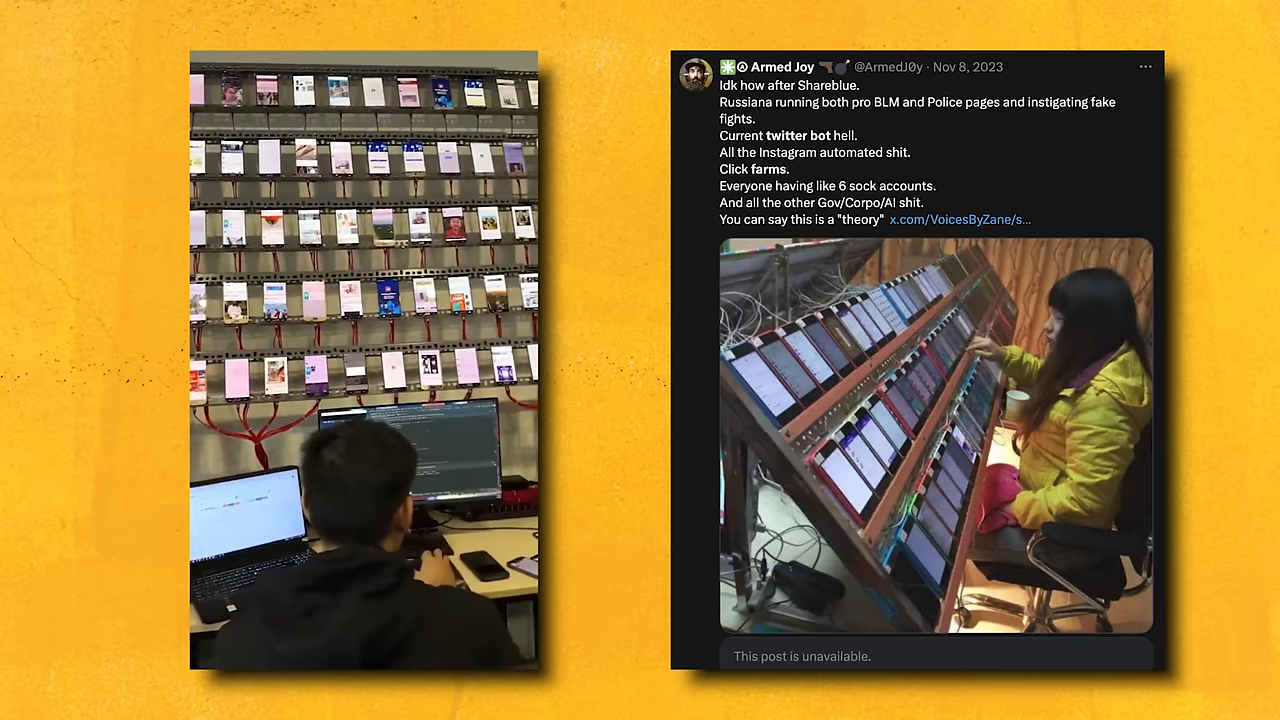 Armed Joy @ArmedJ0y · Nov 8, 2023
Idk how after Shareblue.
Russiana running both pro BLM and Police pages and instigating fake
fights.
Current twitter bot hell.
All the Instagram automated shit.
Click farms.
Everyone having like 6 sock accounts.
And all the other Gov/Corpo/AI shit.
You can say this is a "theory" x.com/VoicesByZane/s...
This post is unavailable.